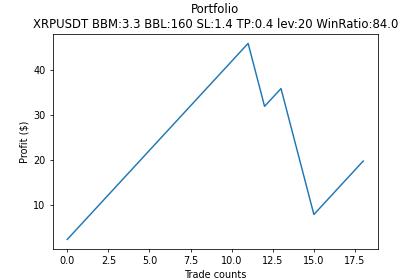 Portfolio
XRPUSDT BBM:3.3 BBL:160 SL:1.4 TP:0.4 lev:20 WinRatio:84.0
40
30
20
10
Profit ($)
0.0 2.5 5.0 7.5 10.0 12.5 15.0 17.5
Trade counts